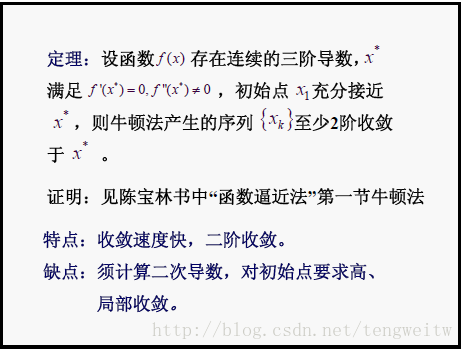 定理：设函数f(x)存在连续的三阶导数，x*
满足 f'(x*)=0, f''(x*)≠0 ，初始点 x₁充分接近
x*，则牛顿法产生的序列 {xₖ}至少2阶收敛
于 x* 。
证明：见陈宝林书中“函数逼近法”第一节牛顿法
特点：收敛速度快，二阶收敛。
缺点：须计算二次导数，对初始点要求高、
局部收敛。
http://blog.csdn.net/tengweitw